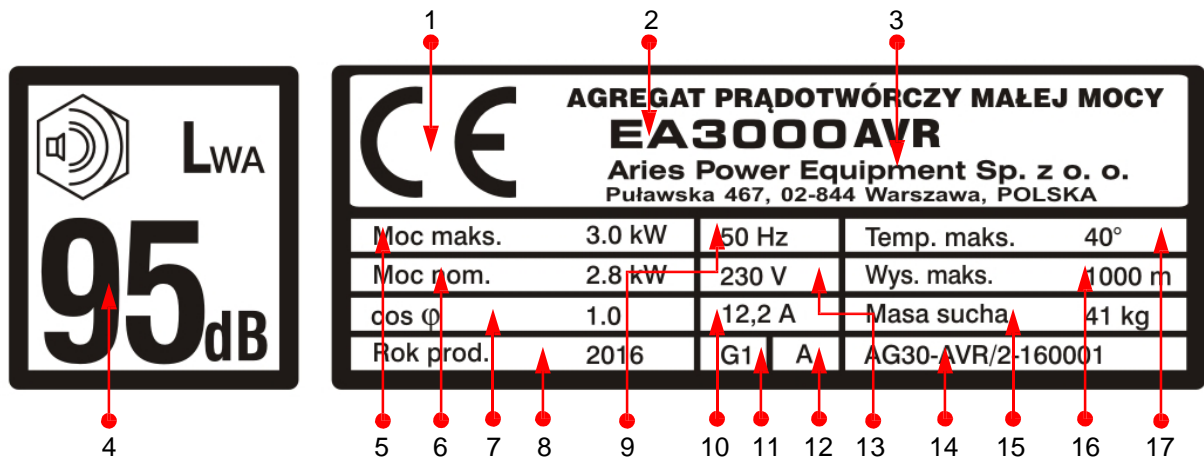 1 2 3
LWA
95dB
CE
AGREGAT PRĄDOTWÓRCZY MAŁEJ MOCY
EA3000AVR
Aries Power Equipment Sp. z o. o.
Puławska 467, 02-844 Warszawa, POLSKA
Moc maks. 3.0 kW 50 Hz Temp. maks. 40°
Moc nom. 2.8 kW 230 V Wys. maks. 1000 m
cos φ 1.0 12,2 A Masa sucha 41 kg
Rok prod. 2016 G1 A AG30-AVR/2-160001
4 5 6 7 8 9 10 11 12 13 14 15 16 17